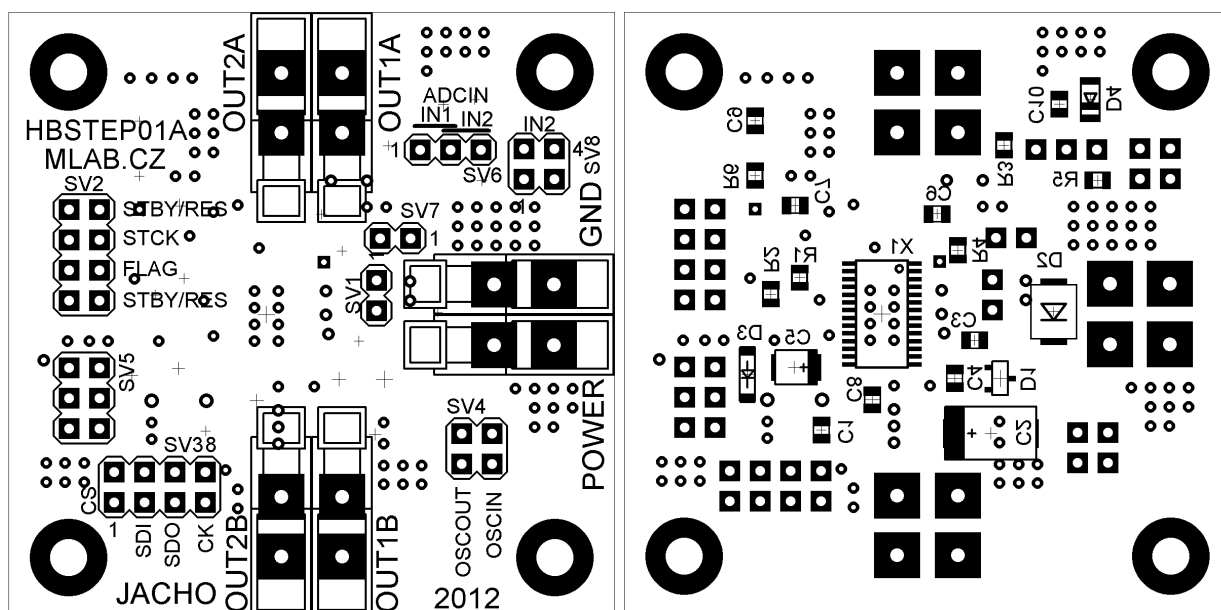 OUT2A
OUT1A
ADCIN
IN1
IN2
IN2
HBSTEP01A
MLAB.CZ
1
SV6
4
SV8
1
GND
SV2
STBY/RES
STCK
FLAG
STBY/RES
SV7
1
1
SV1
SV5
SV4
POWER
SV38
CS
1
SDI
SDO
CK
OUT2B
OUT1B
OSCOUT
OSCIN
JACHO
2012
C9
C10
D4
R6
C7
R3
R5
C6
R4
R2
R1
X1
D2
D3
C5
C3
C4
D1
C8
C1
C2
+
+